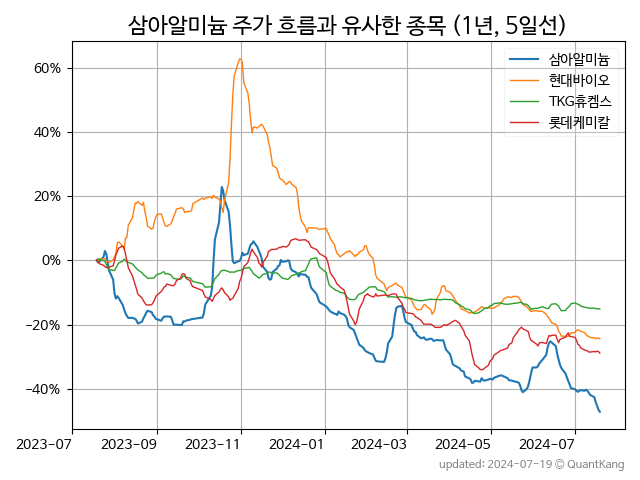 삼아알미늄 주가 흐름과 유사한 종목 (1년, 5일선)
삼아알미늄
현대바이오
TKG휴켐스
롯데케미칼
60%
40%
20%
0%
−20%
−40%
2023-07 2023-09 2023-11 2024-01 2024-03 2024-05 2024-07
updated: 2024-07-19 © QuantKang